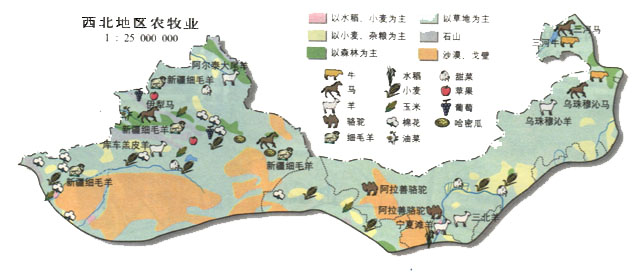 西北地区农牧业
1：25 000 000
以水稻、小麦为主
以小麦、杂粮为主
以森林为主
以草地为主
石山
沙漠、戈壁
牛
马
羊
骆驼
细毛羊
水稻
小麦
玉米
棉花
油菜
甜菜
苹果
葡萄
哈密瓜
三河马
三河牛
阿尔泰大尾羊
新疆细毛羊
伊犁马
新疆细毛羊
库车羔皮羊
新疆细毛羊
乌珠穆沁马
乌珠穆沁羊
阿拉善骆驼
阿拉善骆驼
三北羊
宁夏滩羊